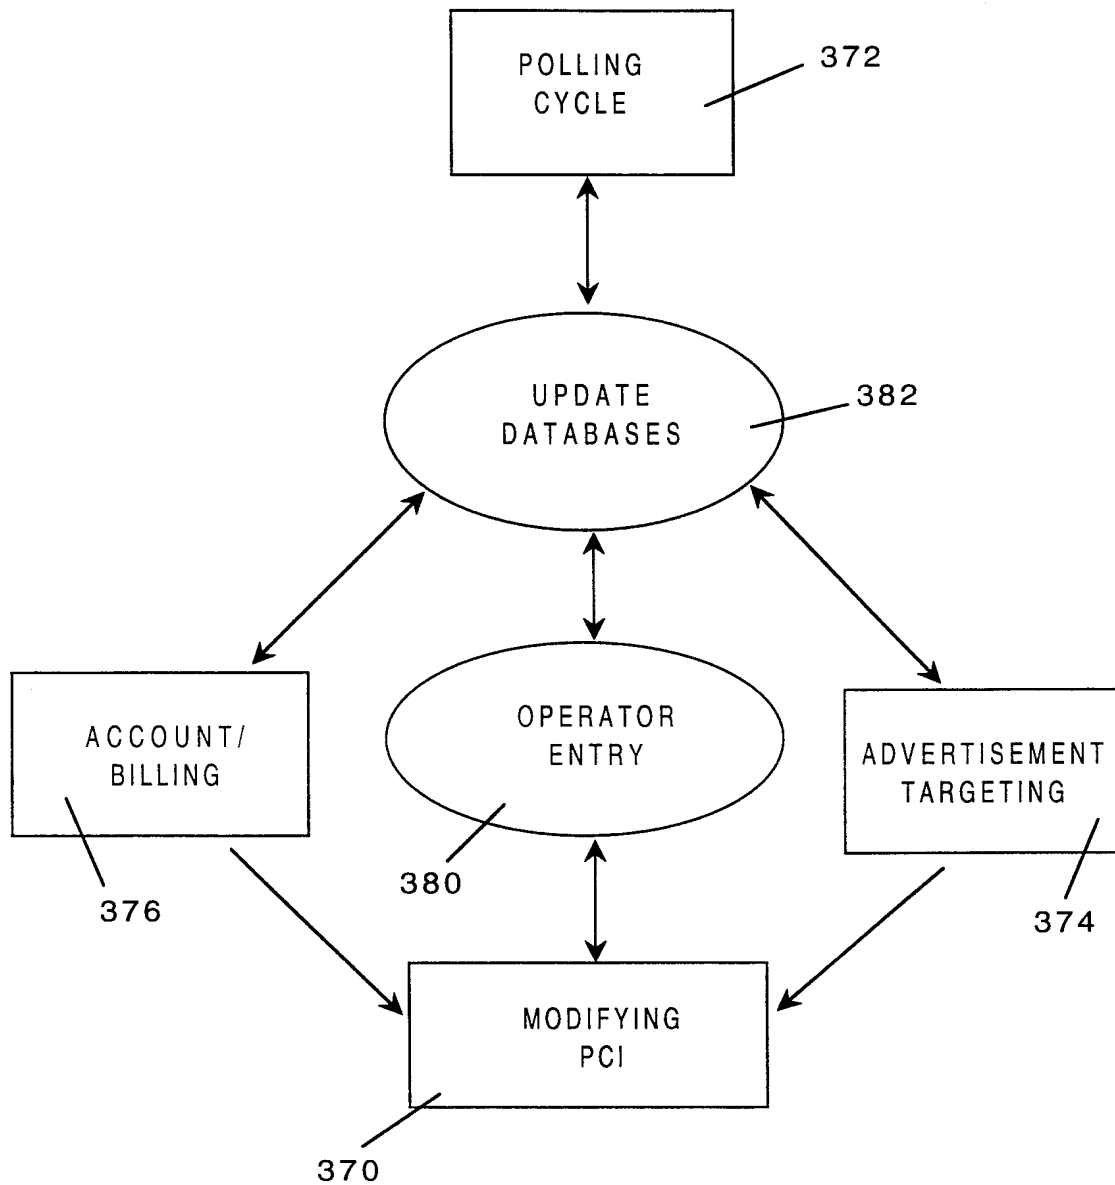 POLLING
CYCLE
372
UPDATE
DATABASES
382
ACCOUNT/
BILLING
376
OPERATOR
ENTRY
380
ADVERTISEMENT
TARGETING
374
MODIFYING
PCI
370